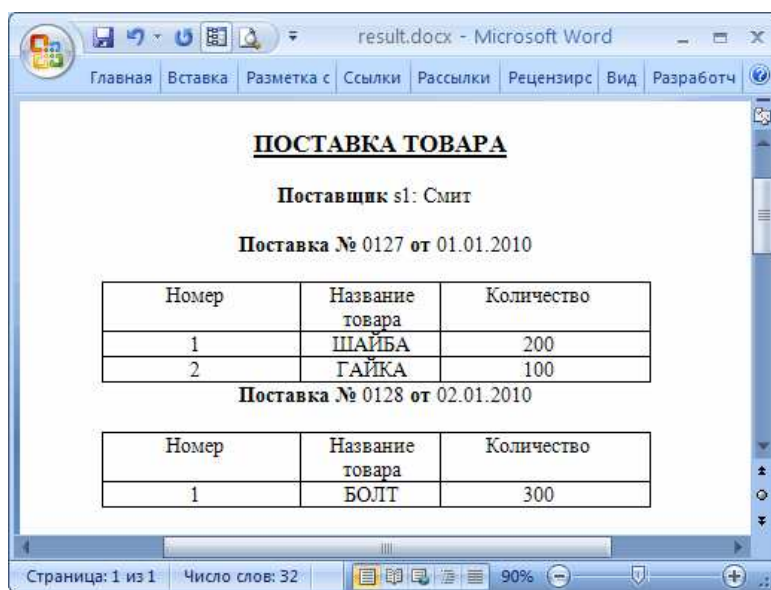 result.docx - Microsoft Word
Главная Вставка Разметка с Ссылки Рассылки Рецензирс Вид Разработч
ПОСТАВКА ТОВАРА
Поставщик s1: Смит
Поставка № 0127 от 01.01.2010
Номер Название Количество
товара
1 ШАЙБА 200
2 ГАЙКА 100
Поставка № 0128 от 02.01.2010
Номер Название Количество
товара
1 БОЛТ 300
Страница: 1 из 1 Число слов: 32 90%